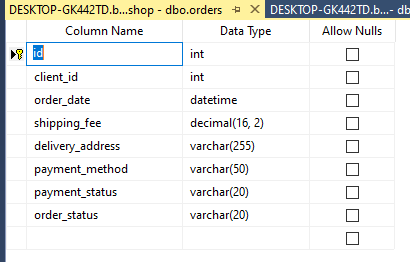 DESKTOP-GK442TD.b...shop - dbo.orders DESKTOP-GK442TD.b... - db
Column Name Data Type Allow Nulls
id int
client_id int
order_date datetime
shipping_fee decimal(16, 2)
delivery_address varchar(255)
payment_method varchar(50)
payment_status varchar(20)
order_status varchar(20)